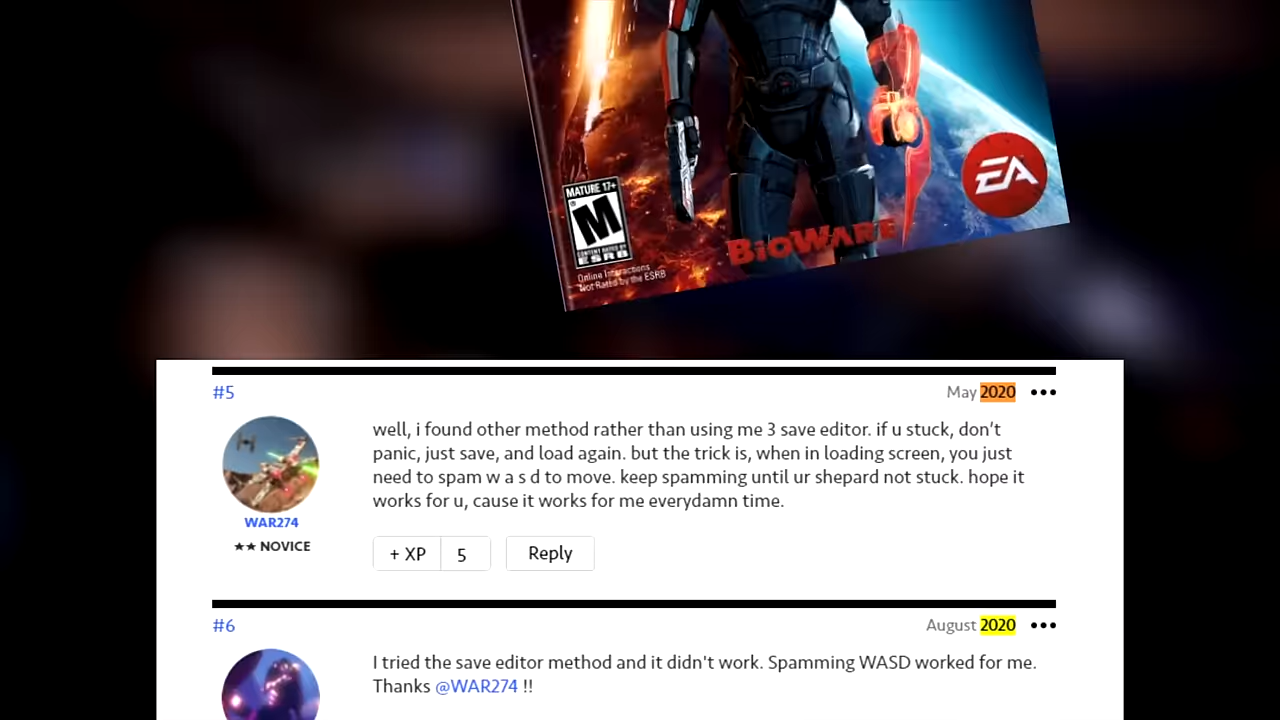 MATURE 17+
M
CONTENT RATED BY
ESRB
Online Interactions
Not Rated by the ESRB
BIOWARE
EA
#5
May 2020
well, i found other method rather than using me 3 save editor. if u stuck, don't
panic, just save, and load again. but the trick is, when in loading screen, you just
need to spam w a s d to move. keep spamming until ur shepard not stuck. hope it
works for u, cause it works for me everydamn time.
WAR274
★★ NOVICE
+ XP 5 Reply
#6
August 2020
I tried the save editor method and it didn't work. Spamming WASD worked for me.
Thanks @WAR274 !!